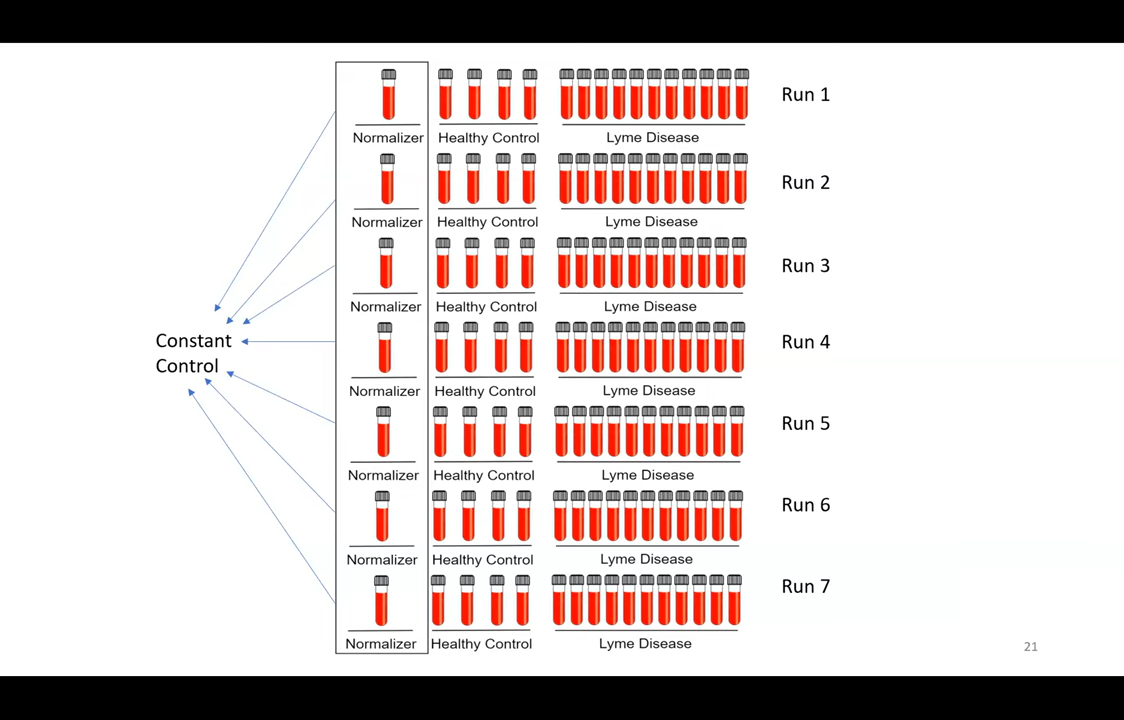 Normalizer Healthy Control Lyme Disease Run 1
Normalizer Healthy Control Lyme Disease Run 2
Normalizer Healthy Control Lyme Disease Run 3
Constant
Control
Normalizer Healthy Control Lyme Disease Run 4
Normalizer Healthy Control Lyme Disease Run 5
Normalizer Healthy Control Lyme Disease Run 6
Normalizer Healthy Control Lyme Disease Run 7
21